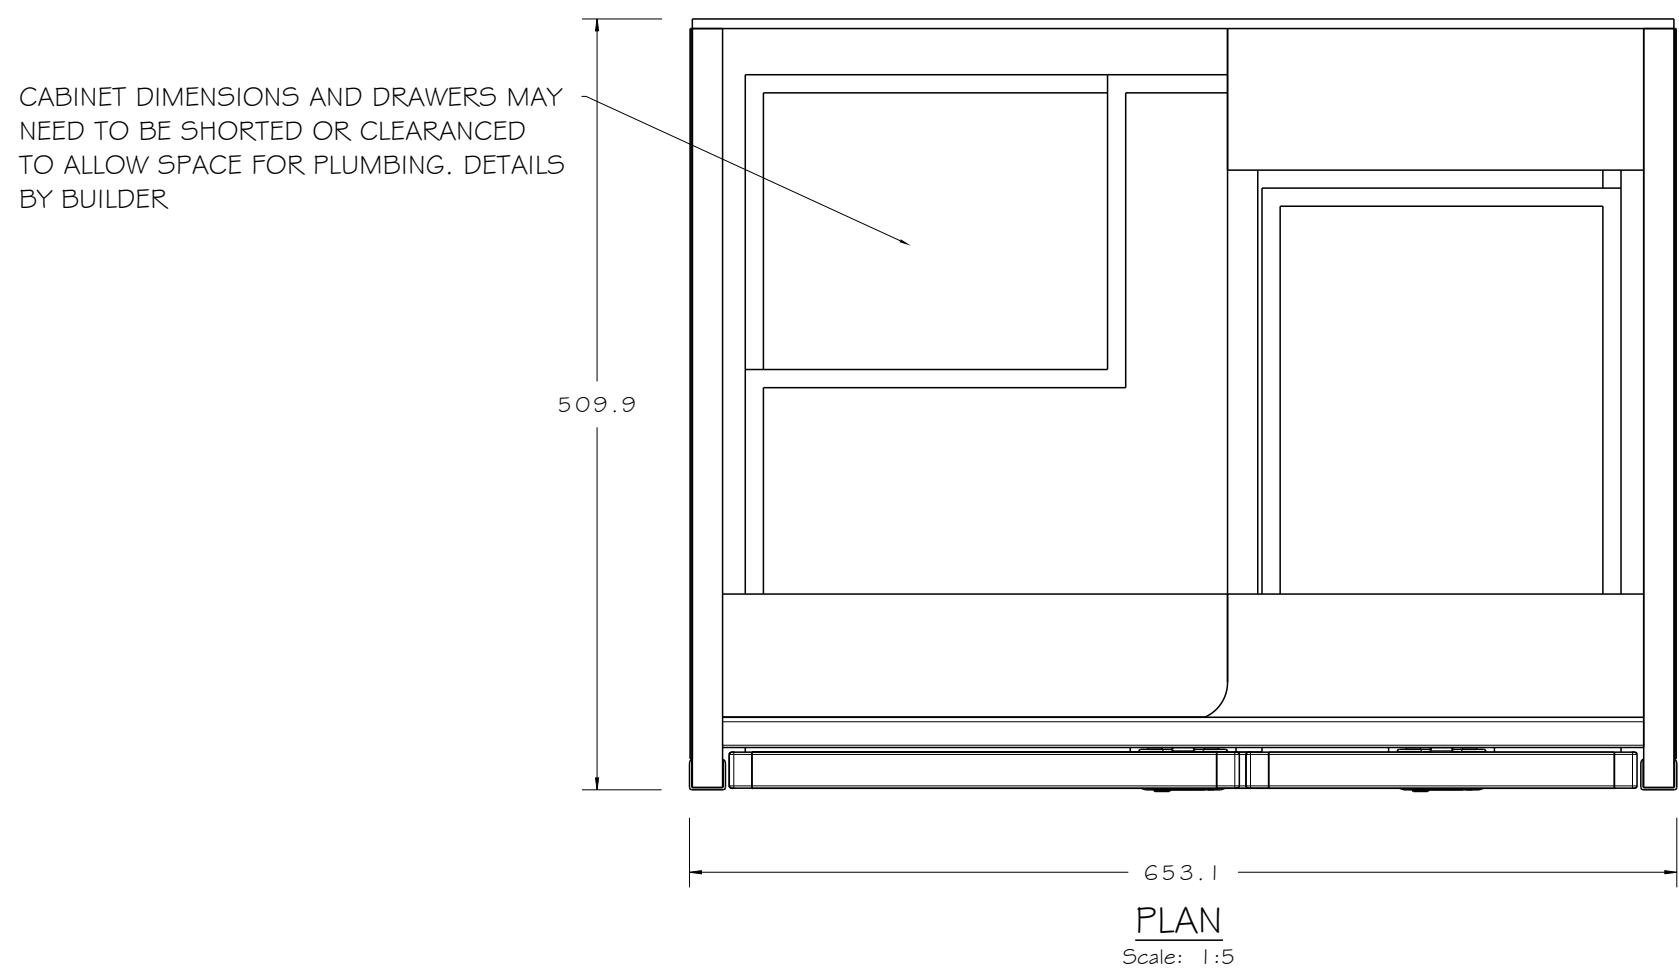 CABINET DIMENSIONS AND DRAWERS MAY
NEED TO BE SHORTED OR CLEARANCED
TO ALLOW SPACE FOR PLUMBING. DETAILS
BY BUILDER
509.9
653.1
PLAN
Scale: 1:5